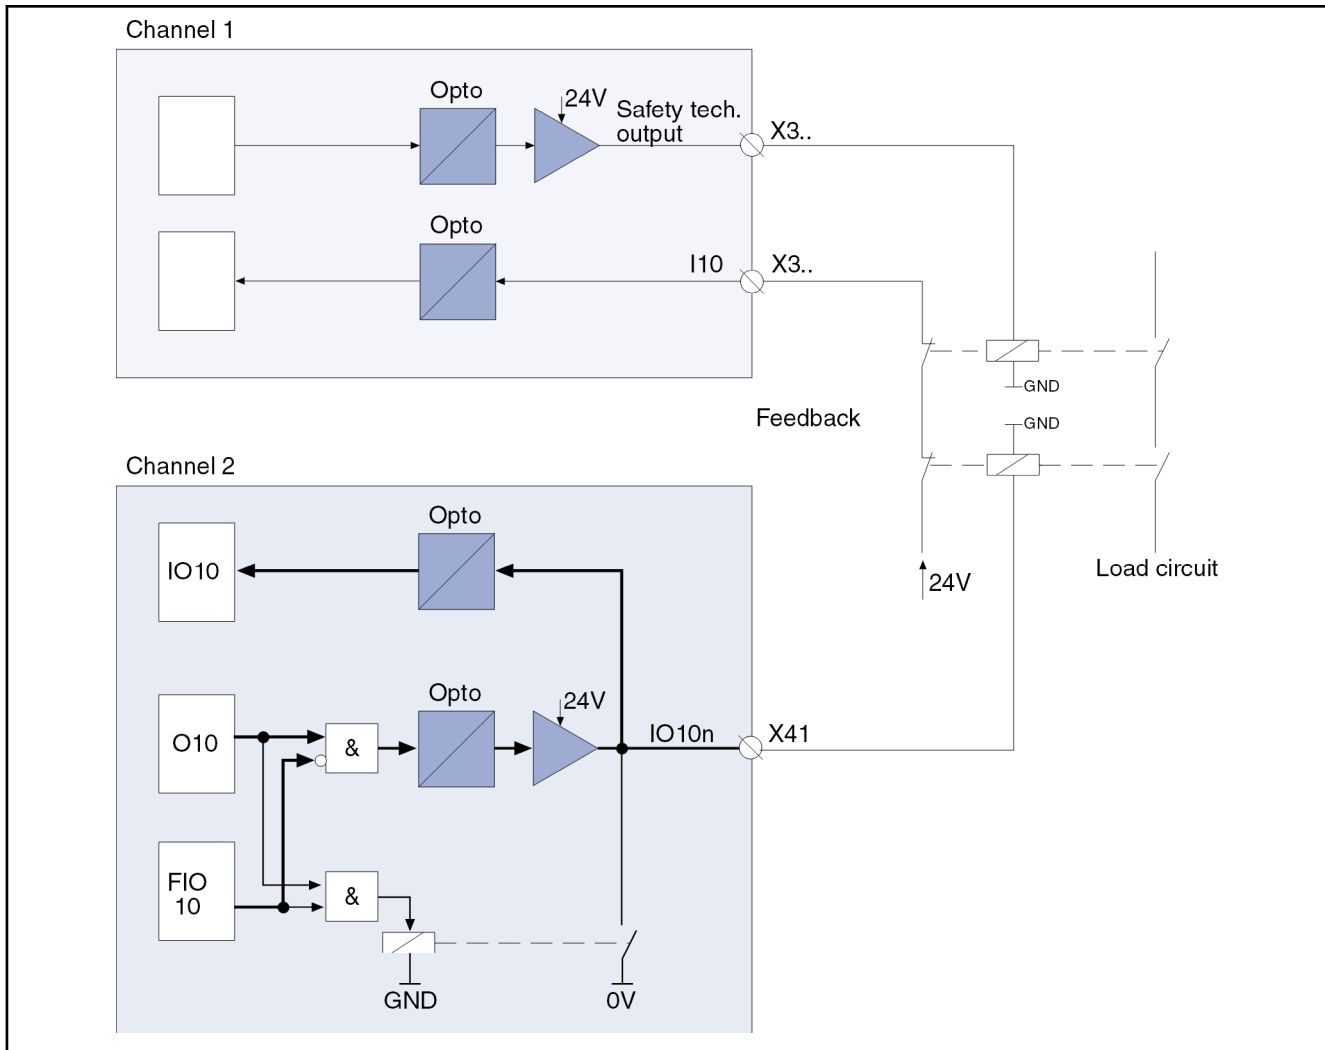 Channel 1
Opto
24V
Safety tech.
output
X3..
Opto
I10
X3..
GND
Feedback
GND
Channel 2
Opto
IO10
24V
Load circuit
Opto
24V
O10
&
IO10n
X41
FIO
10
&
GND
0V